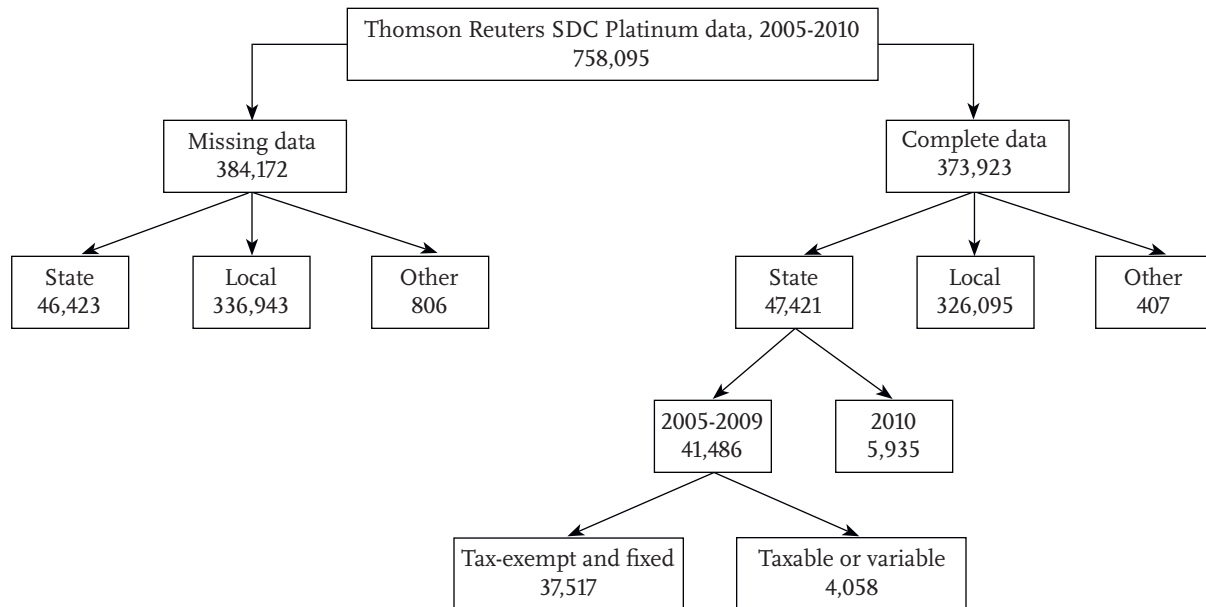 Thomson Reuters SDC Platinum data, 2005-2010
758,095
Missing data
384,172
Complete data
373,923
State
46,423
Local
336,943
Other
806
State
47,421
Local
326,095
Other
407
2005-2009
41,486
2010
5,935
Tax-exempt and fixed
37,517
Taxable or variable
4,058